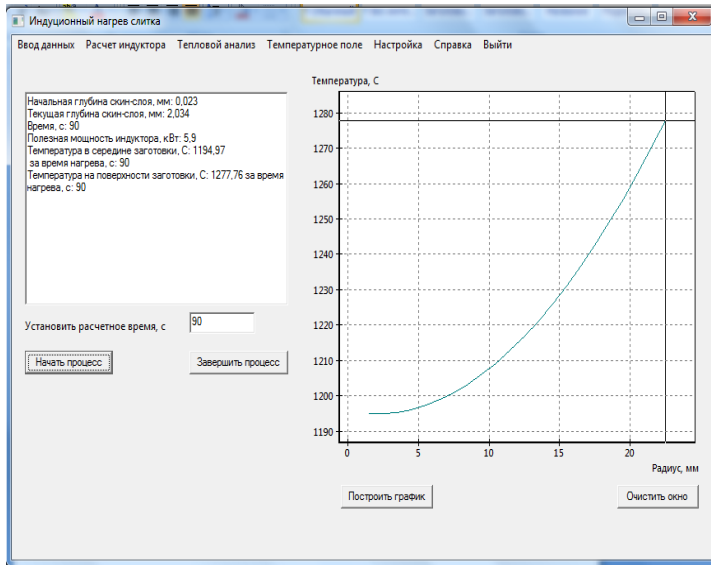 Индуционный нагрев слитка
Ввод данных Расчет индуктора Тепловой анализ Температурное поле Настройка Справка Выйти
Начальная глубина скин-слоя, мм: 0,023
Текущая глубина скин-слоя, мм: 2,034
Время, с: 90
Полезная мощность индуктора, кВт: 5,9
Температура в середине заготовки, С: 1194,97
за время нагрева, с: 90
Температура на поверхности заготовки, С: 1277,76 за время
нагрева, с: 90
Установить расчетное время, с 90
Начать процесс Завершить процесс
Температура, С
1280
1270
1260
1250
1240
1230
1220
1210
1200
1190
0 5 10 15 20
Радиус, мм
Построить график Очистить окно